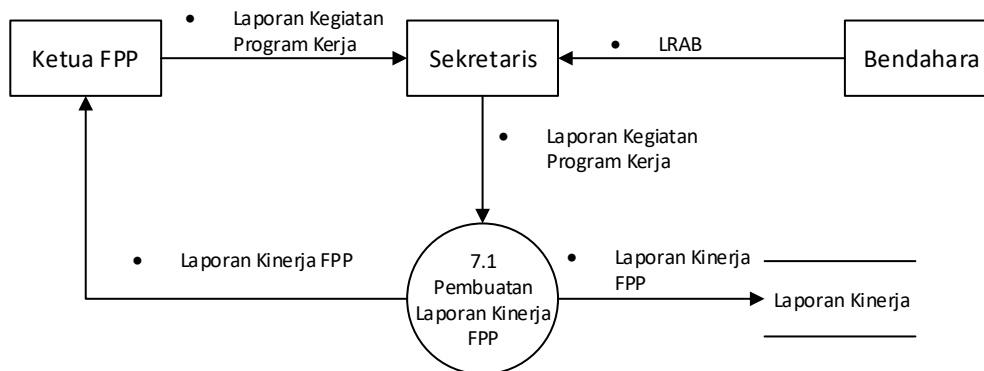 • Laporan Kegiatan
Program Kerja
Ketua FPP
Sekretaris
• LRAB
Bendahara
• Laporan Kegiatan
Program Kerja
• Laporan Kinerja FPP
7.1
Pembuatan
Laporan Kinerja
FPP
• Laporan Kinerja
FPP
Laporan Kinerja